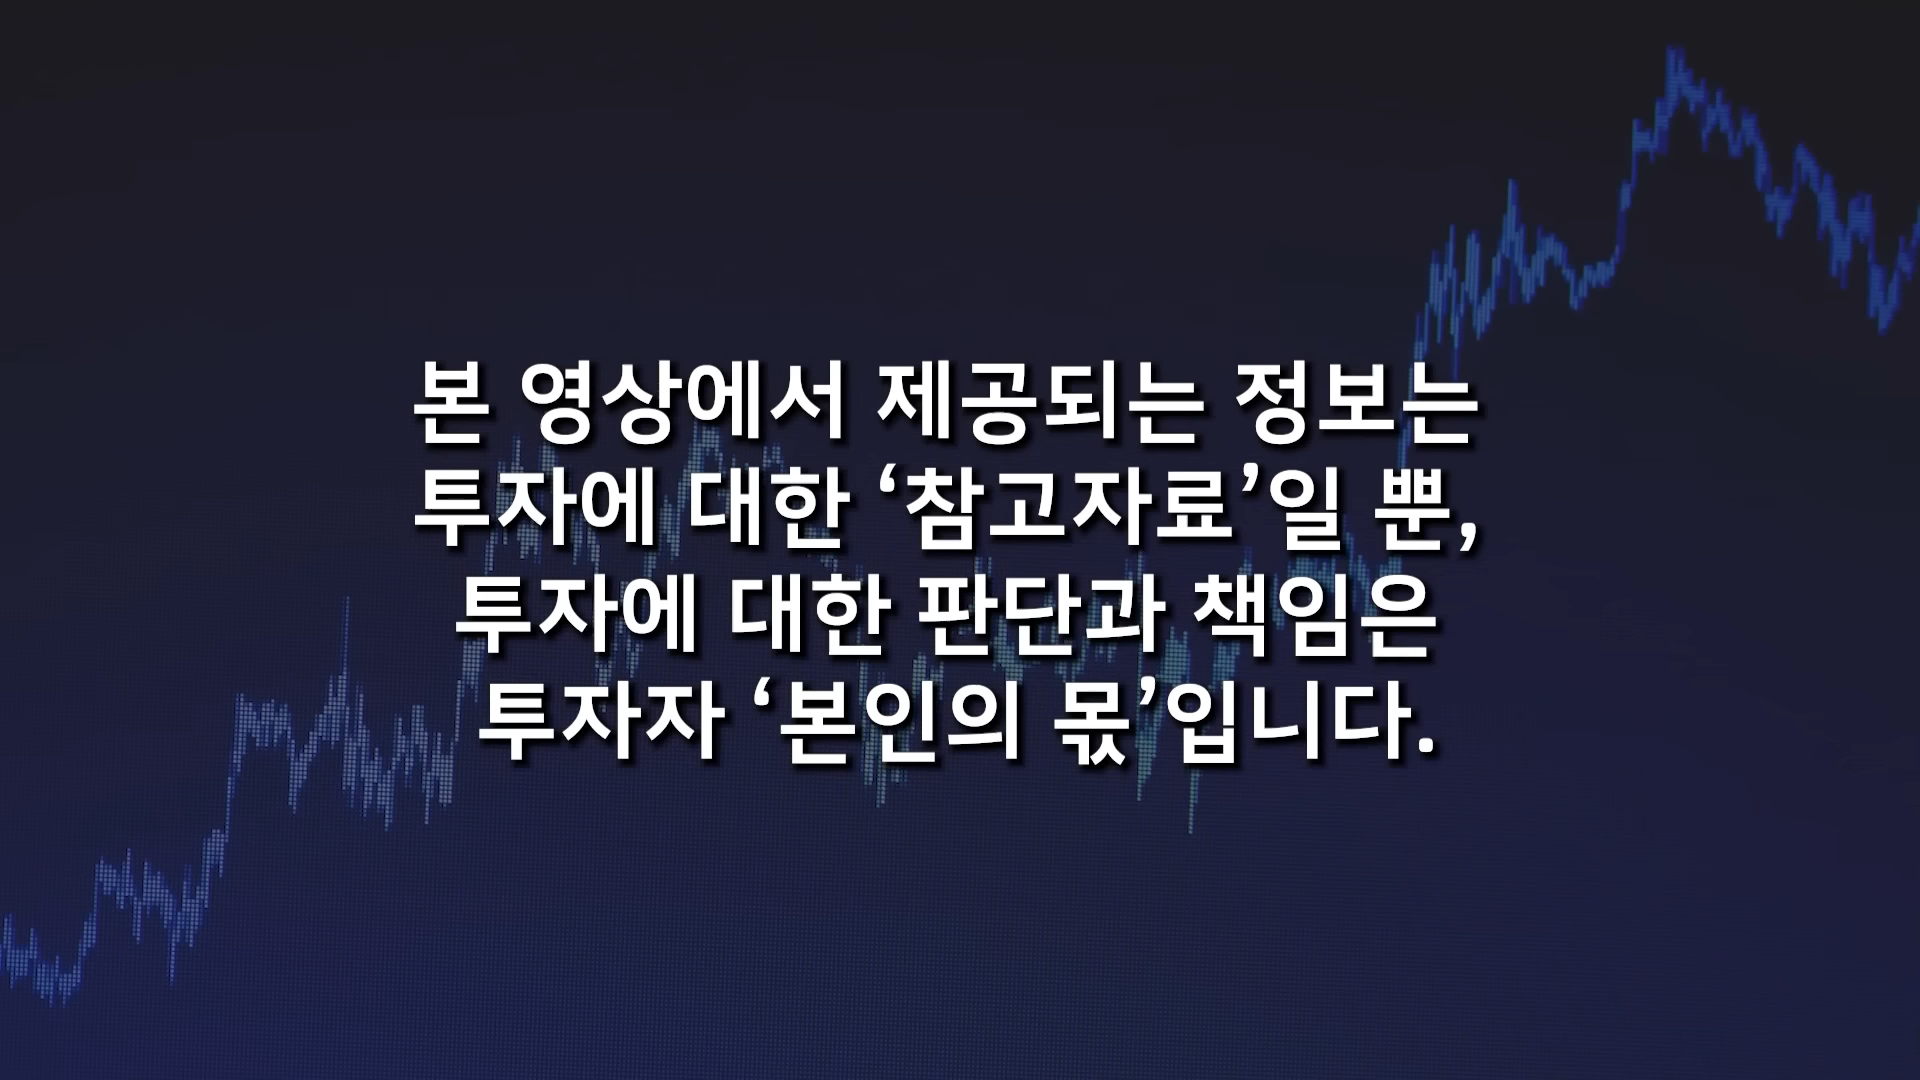 본 영상에서 제공되는 정보는
투자에 대한 ‘참고자료’일 뿐,
투자에 대한 판단과 책임은
투자자 ‘본인의 몫’입니다.